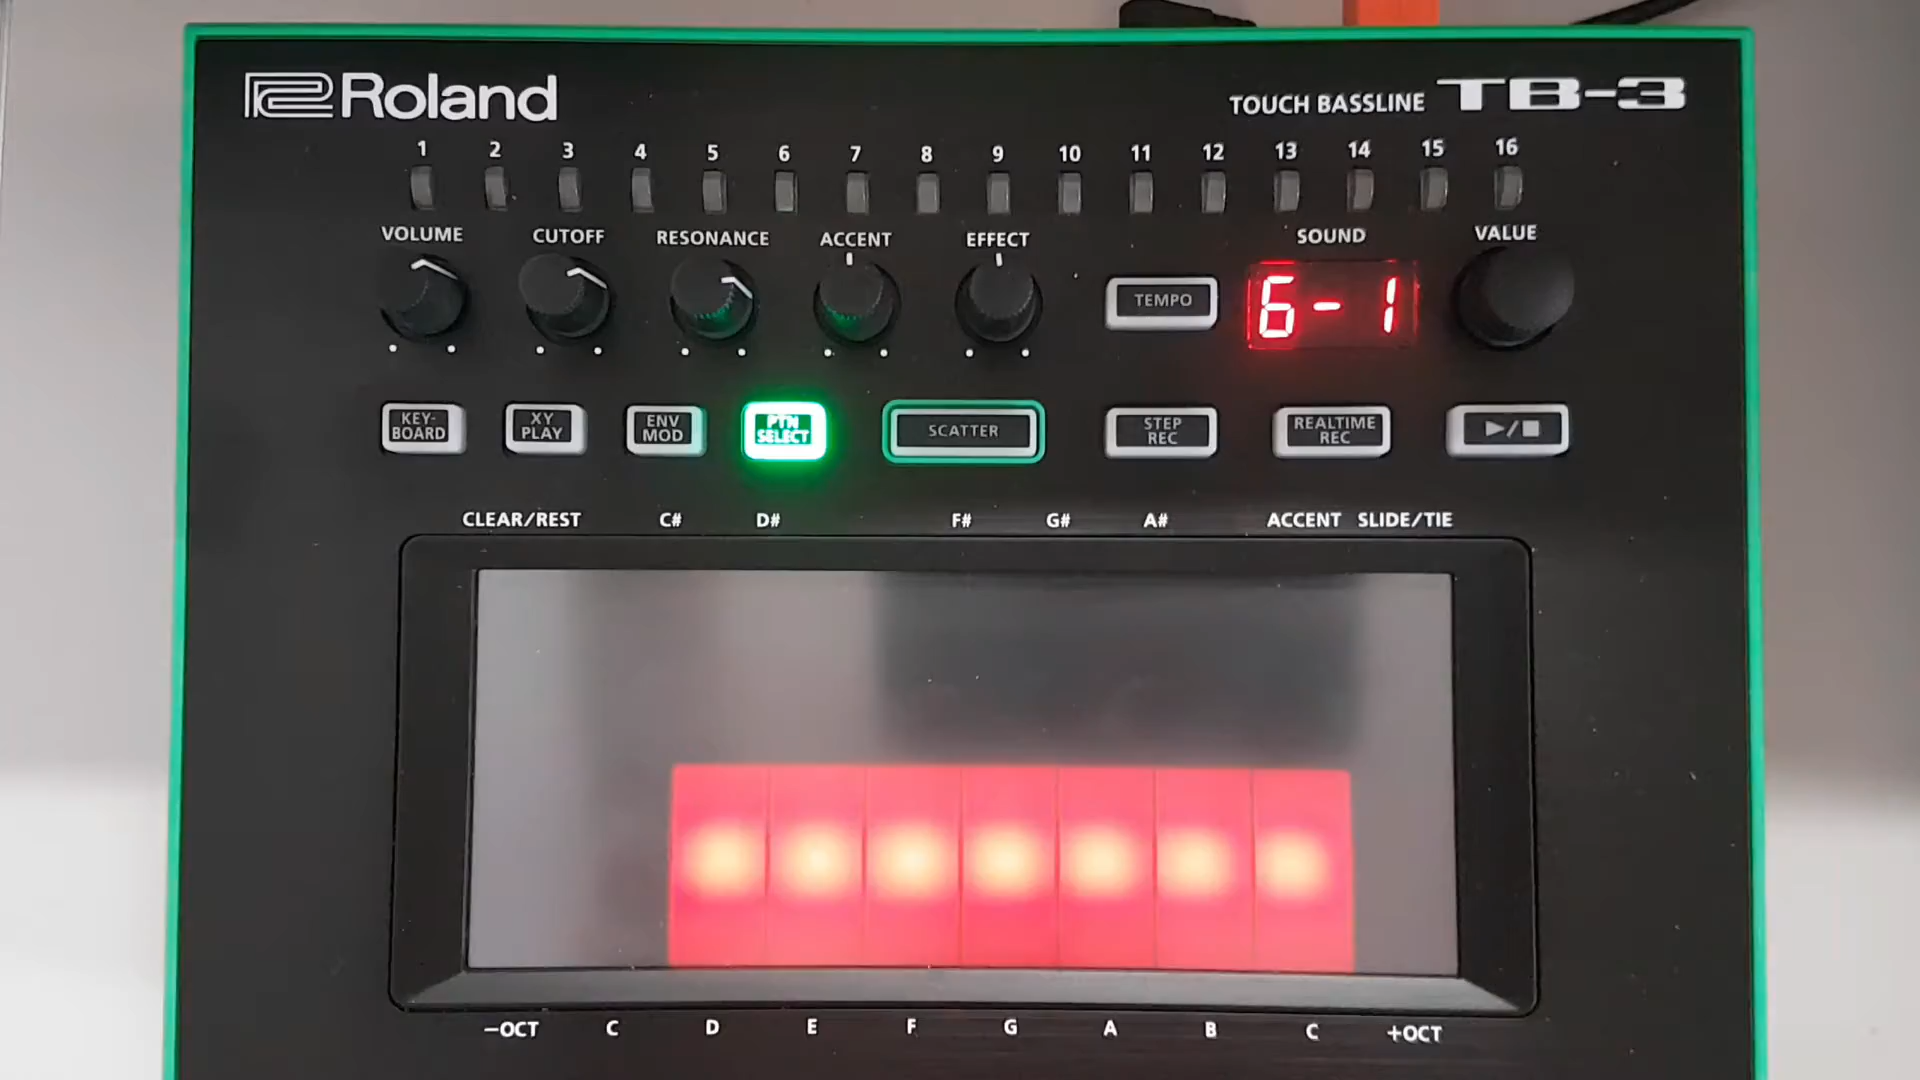 Roland
TOUCH BASSLINE TB-3
1 2 3 4 5 6 7 8 9 10 11 12 13 14 15 16
VOLUME CUTOFF RESONANCE ACCENT EFFECT SOUND VALUE
TEMPO 6-1
KEY-
BOARD
XY
PLAY
ENV
MOD
PTN
SELECT
SCATTER
STEP
REC
REALTIME
REC
▶/■
CLEAR/REST C# D# F# G# A# ACCENT SLIDE/TIE
−OCT C D E F G A B C +OCT